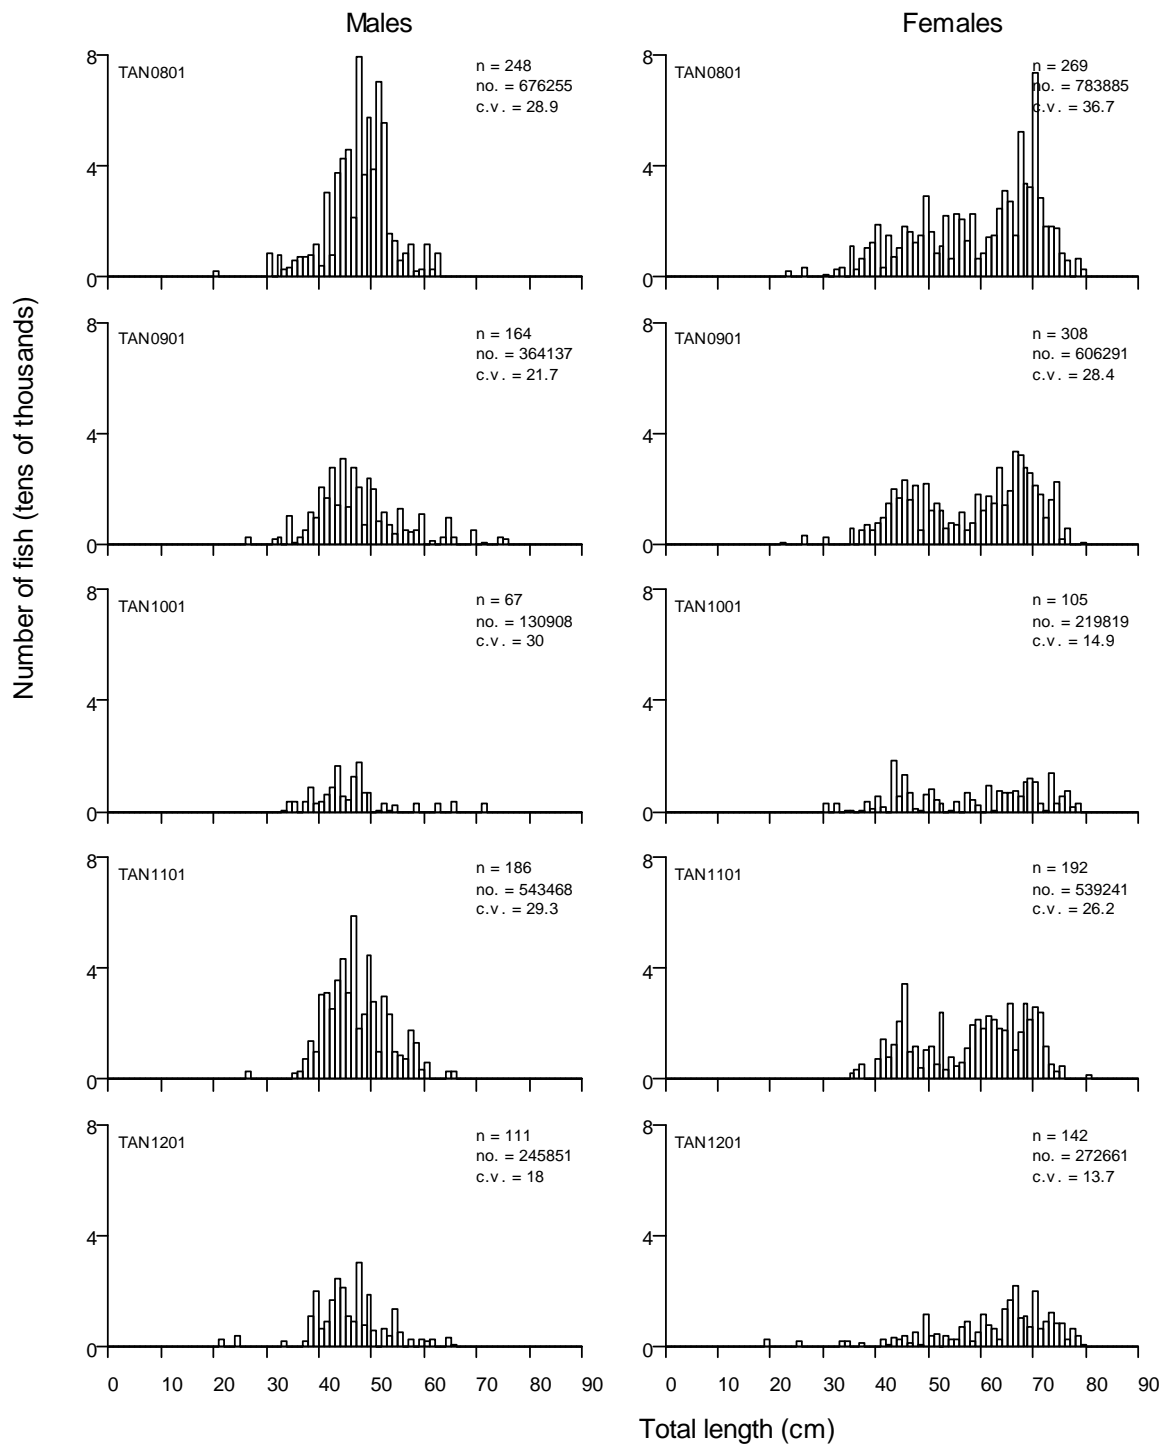 Males
Females
Number of fish (tens of thousands)
8
4
0
TAN0801
n = 248
no. = 676255
c.v. = 28.9
8
4
0
TAN0801
n = 269
no. = 783885
c.v. = 36.7
8
4
0
TAN0901
n = 164
no. = 364137
c.v. = 21.7
8
4
0
TAN0901
n = 308
no. = 606291
c.v. = 28.4
8
4
0
TAN1001
n = 67
no. = 130908
c.v. = 30
8
4
0
TAN1001
n = 105
no. = 219819
c.v. = 14.9
8
4
0
TAN1101
n = 186
no. = 543468
c.v. = 29.3
8
4
0
TAN1101
n = 192
no. = 539241
c.v. = 26.2
8
4
0
TAN1201
n = 111
no. = 245851
c.v. = 18
8
4
0
TAN1201
n = 142
no. = 272661
c.v. = 13.7
0 10 20 30 40 50 60 70 80 90
0 10 20 30 40 50 60 70 80 90
Total length (cm)